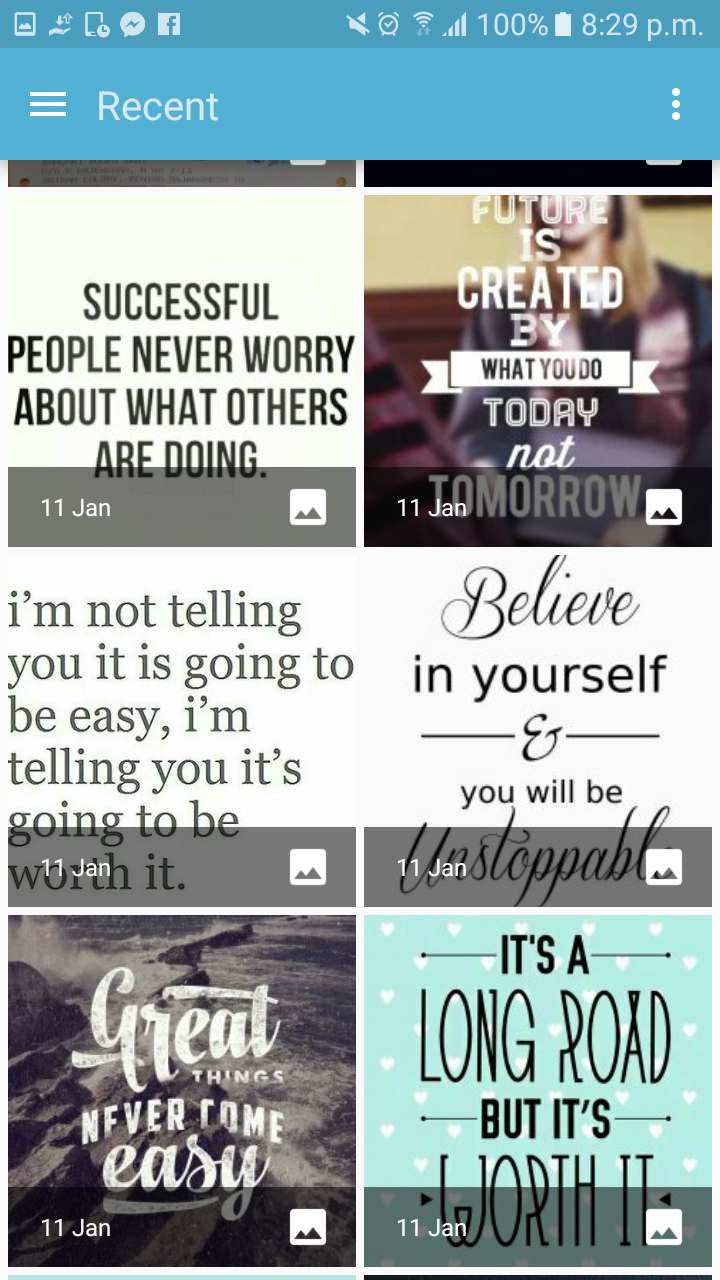 100% 8:29 p.m.
Recent
SUCCESSFUL
PEOPLE NEVER WORRY
ABOUT WHAT OTHERS
ARE DOING.
11 Jan
FUTURE
IS
CREATED
BY
WHAT YOU DO
TODAY
not
TOMORROW
11 Jan
i'm not telling
you it is going to
be easy, i'm
telling you it's
going to be
worth it.
11 Jan
Believe
in yourself
&
you will be
Unstoppable
11 Jan
Great
THINGS
NEVER COME
easy
11 Jan
IT'S A
LONG ROAD
BUT IT'S
WORTH IT
11 Jan